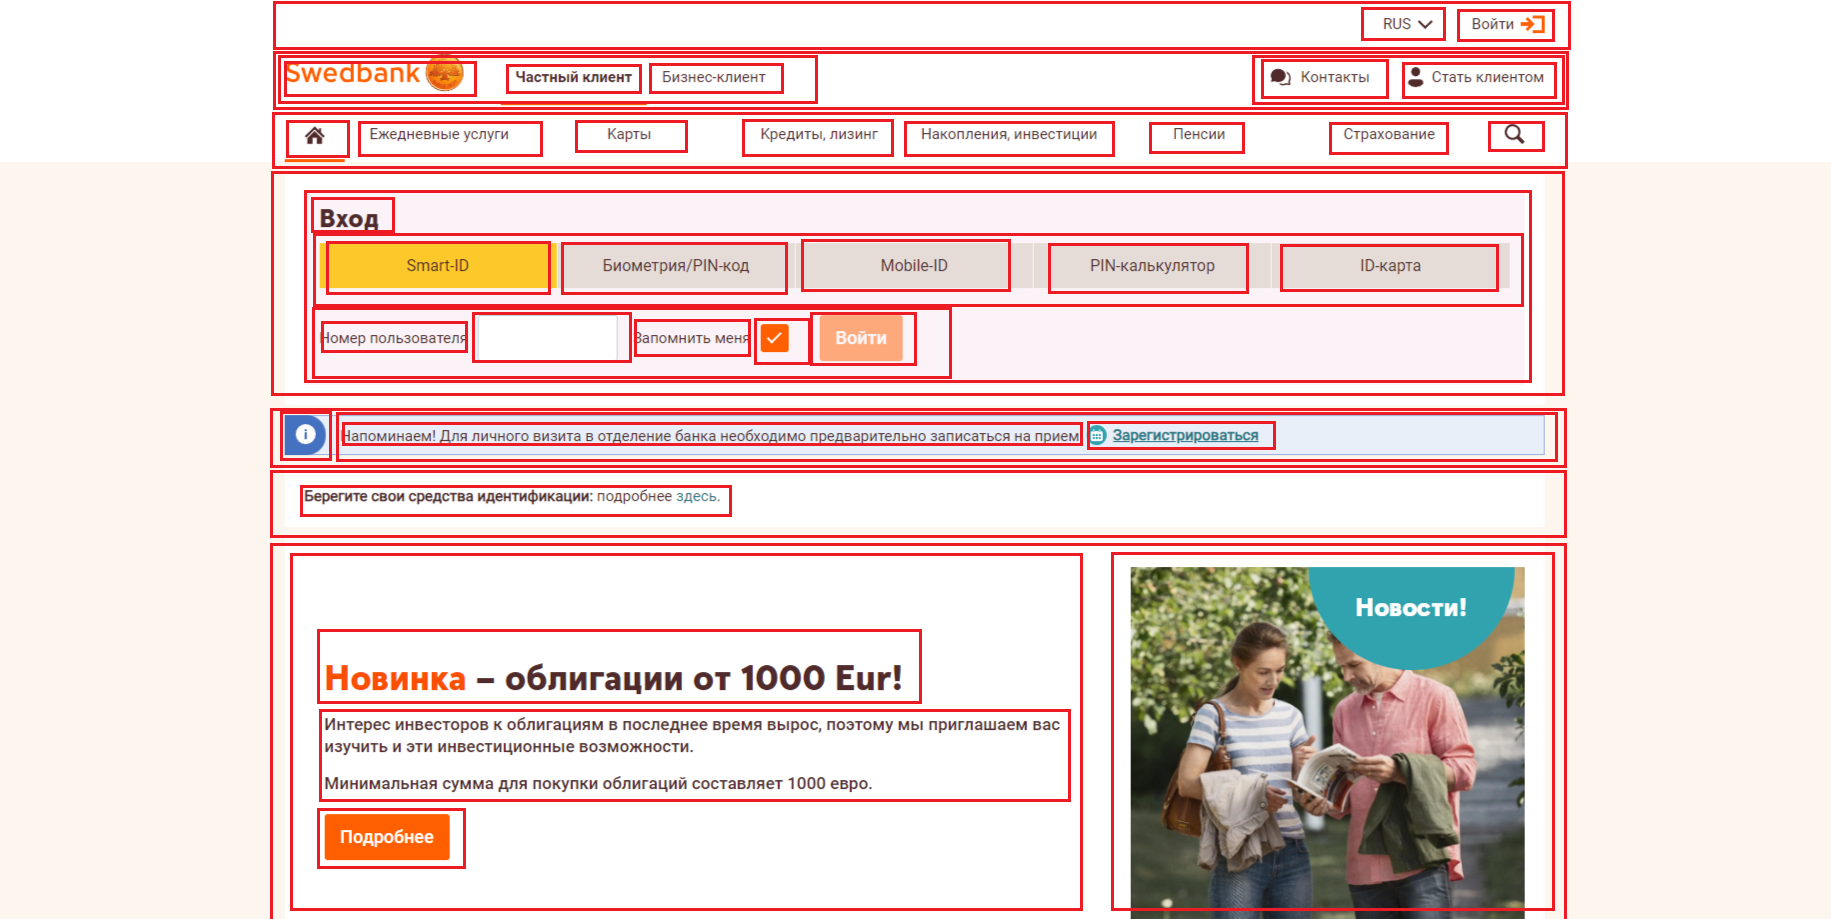 RUS
Войти
Swedbank
Частный клиент
Бизнес-клиент
Контакты
Стать клиентом
Ежедневные услуги
Карты
Кредиты, лизинг
Накопления, инвестиции
Пенсии
Страхование
Вход
Smart-ID
Биометрия/PIN-код
Mobile-ID
PIN-калькулятор
ID-карта
Номер пользователя
Запомнить меня
Войти
Напоминаем! Для личного визита в отделение банка необходимо предварительно записаться на прием
Зарегистрироваться
Берегите свои средства идентификации: подробнее здесь.
Новости!
Новинка – облигации от 1000 Eur!
Интерес инвесторов к облигациям в последнее время вырос, поэтому мы приглашаем вас
изучить и эти инвестиционные возможности.
Минимальная сумма для покупки облигаций составляет 1000 евро.
Подробнее